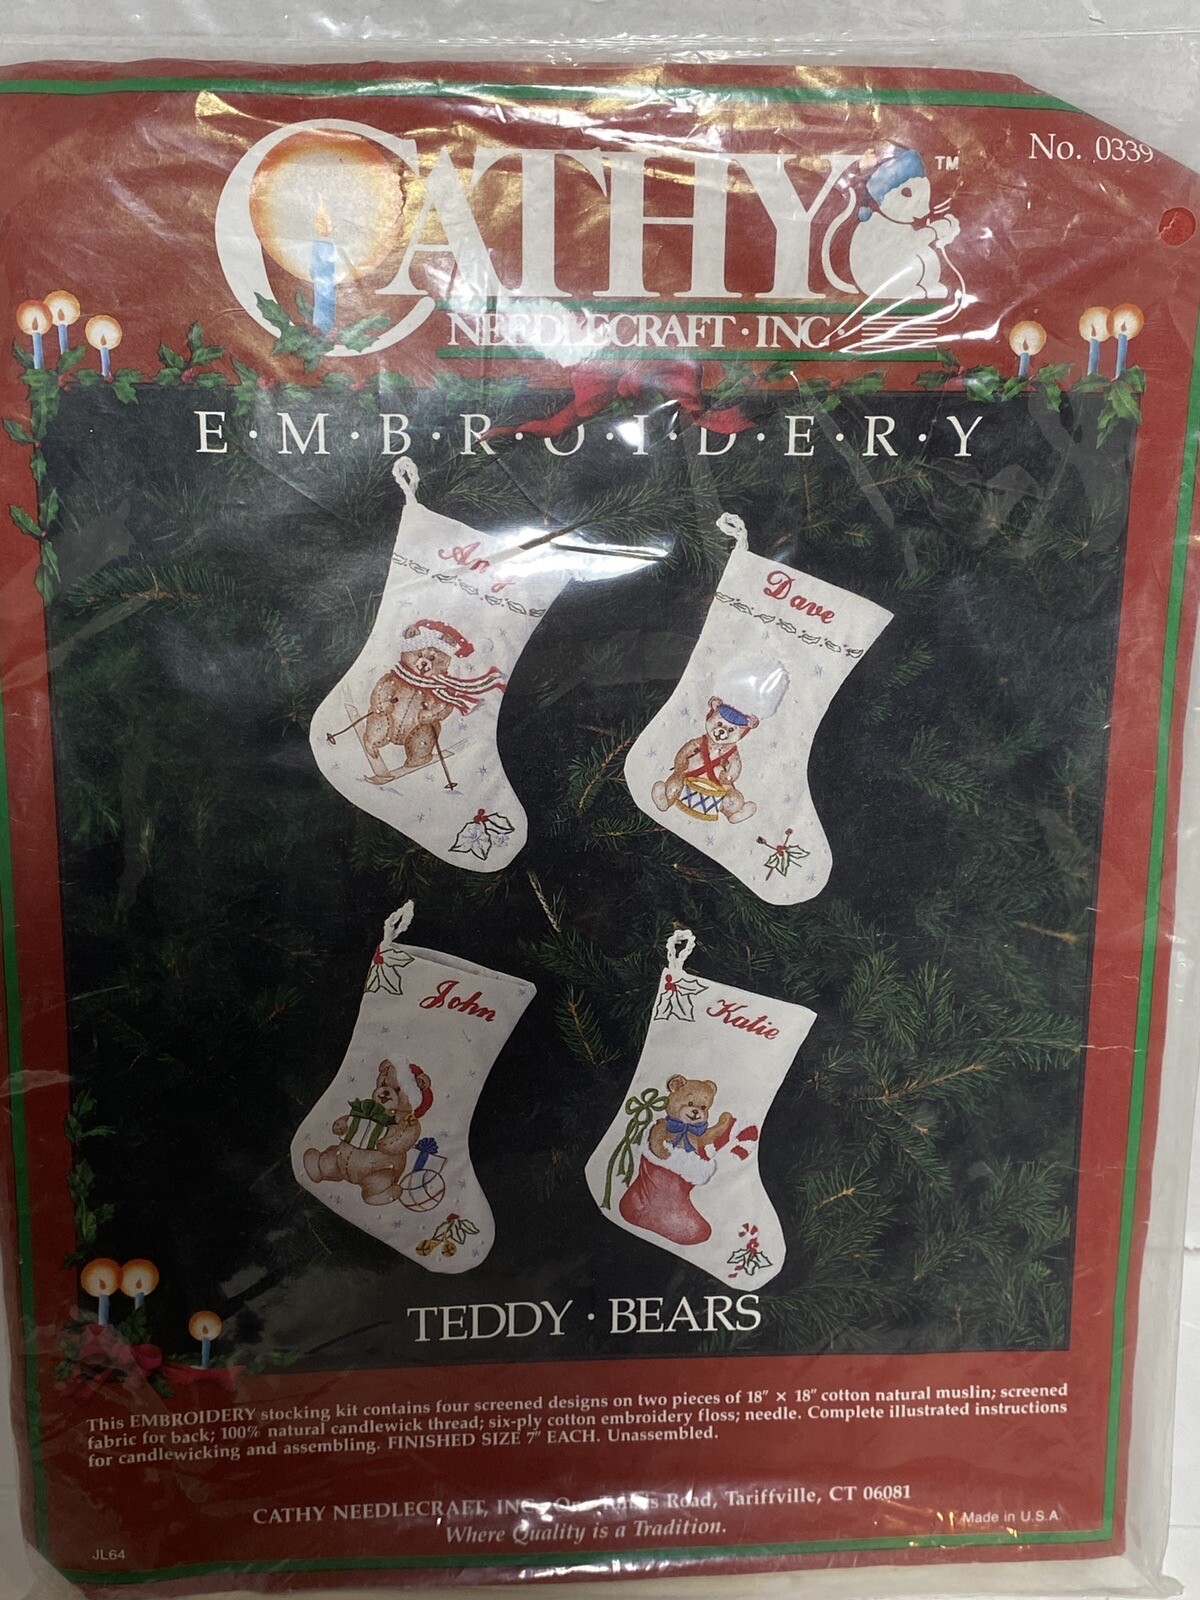 No. 0339
CATHY TM
NEEDLECRAFT · INC ·
E · M · B · R · O · I · D · E · R · Y
Dave
John
Katie
TEDDY · BEARS
This EMBROIDERY stocking kit contains four screened designs on two pieces of 18" × 18" cotton natural muslin; screened
fabric for back; 100% natural candlewick thread; six-ply cotton embroidery floss; needle. Complete illustrated instructions
for candlewicking and assembling. FINISHED SIZE 7" EACH. Unassembled.
CATHY NEEDLECRAFT, INC. Road, Tariffville, CT 06081
Where Quality is a Tradition.
Made in U.S.A.
JL64